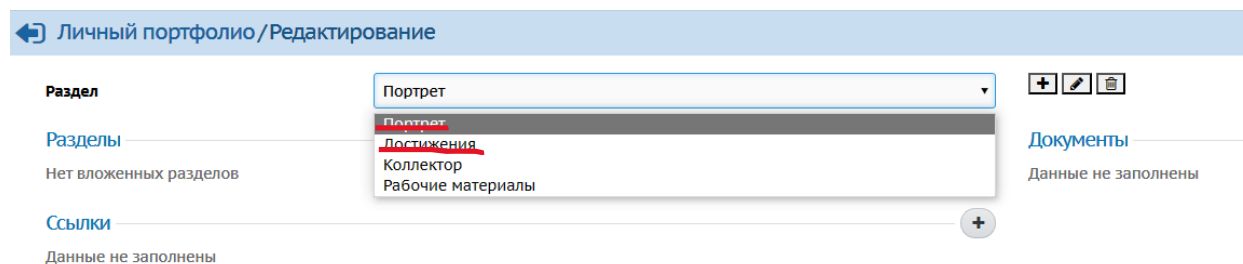 Личный портфолио/Редактирование
Раздел
Портрет
Портрет
Достижения
Коллектор
Рабочие материалы
Разделы
Нет вложенных разделов
Документы
Данные не заполнены
Ссылки
Данные не заполнены